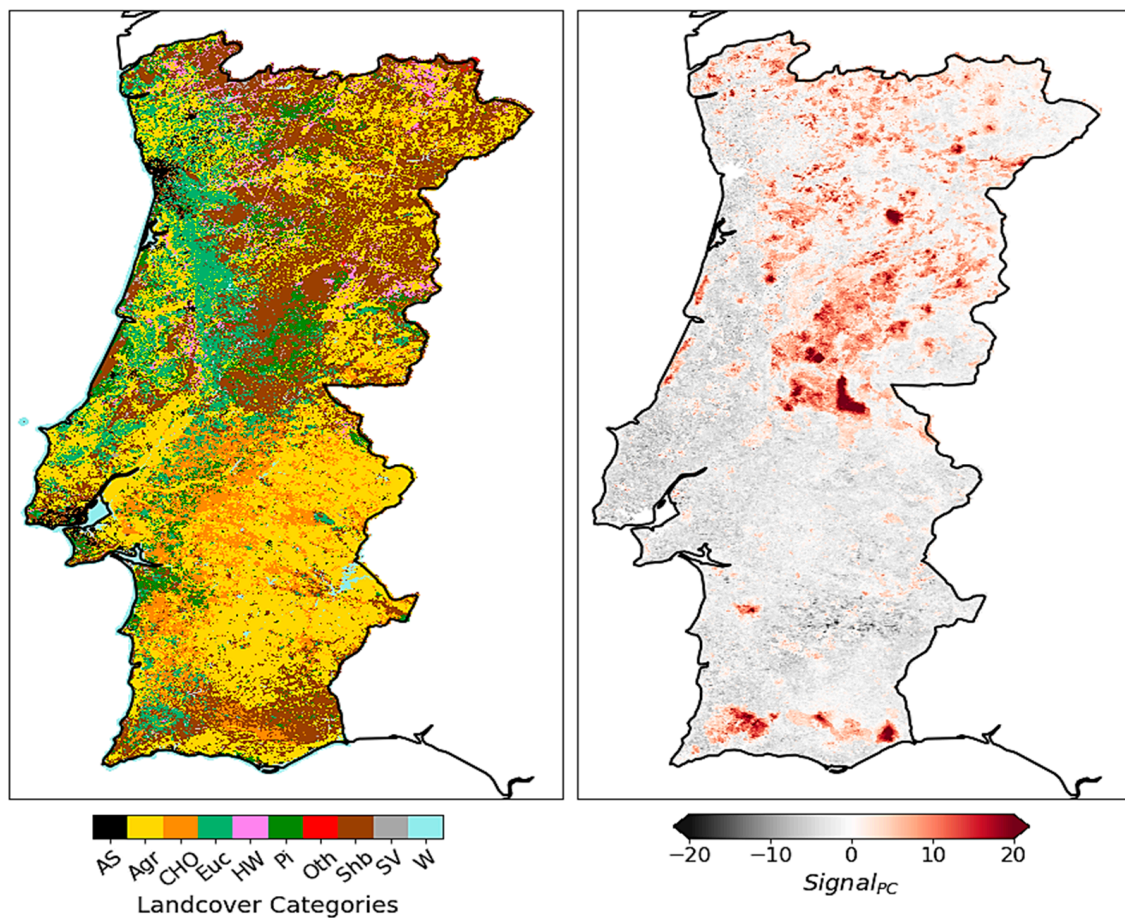 AS Agr CHO Euc HW Pi Oth Shb SV W
Landcover Categories
−20 −10 0 10 20
Signal_PC